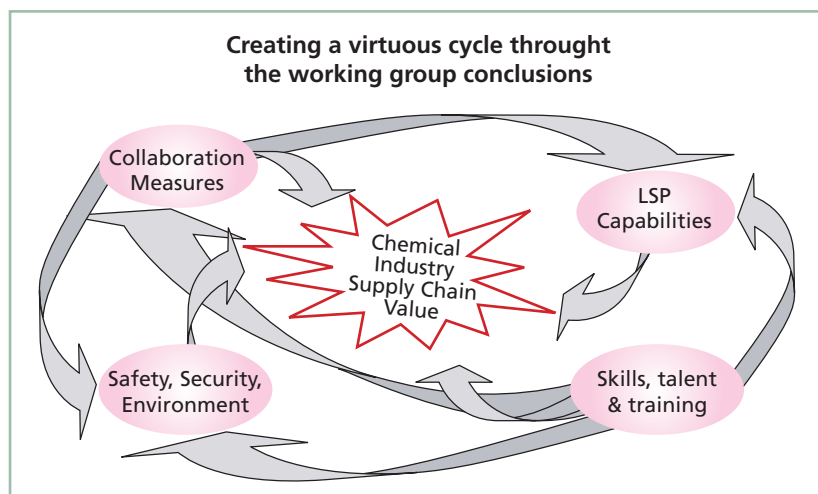 Creating a virtuous cycle throught
the working group conclusions
Collaboration
Measures
LSP
Capabilities
Chemical
Industry
Supply Chain
Value
Safety, Security,
Environment
Skills, talent
& training